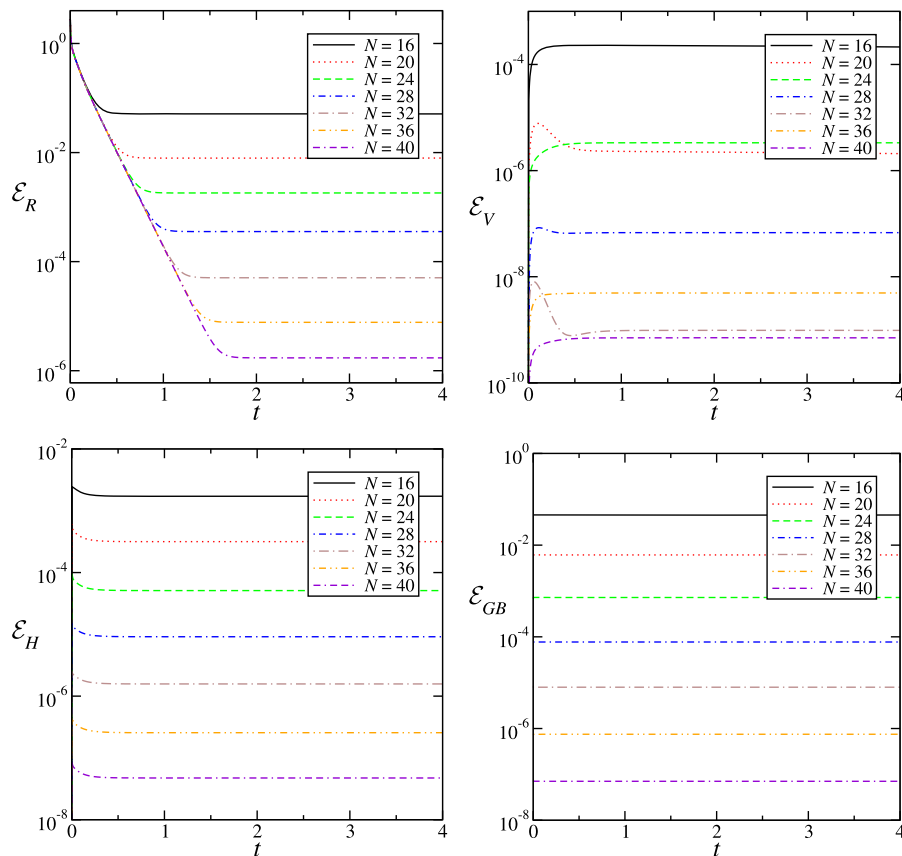 10^0
10^-2
10^-4
10^-6
ℰ_R
0
1
2
3
4
t
N = 16
N = 20
N = 24
N = 28
N = 32
N = 36
N = 40
10^-4
10^-6
10^-8
10^-10
ℰ_V
0
1
2
3
4
t
N = 16
N = 20
N = 24
N = 28
N = 32
N = 36
N = 40
10^-2
10^-4
10^-6
10^-8
ℰ_H
0
1
2
3
4
t
N = 16
N = 20
N = 24
N = 28
N = 32
N = 36
N = 40
10^0
10^-2
10^-4
10^-6
10^-8
ℰ_GB
0
1
2
3
4
t
N = 16
N = 20
N = 24
N = 28
N = 32
N = 36
N = 40